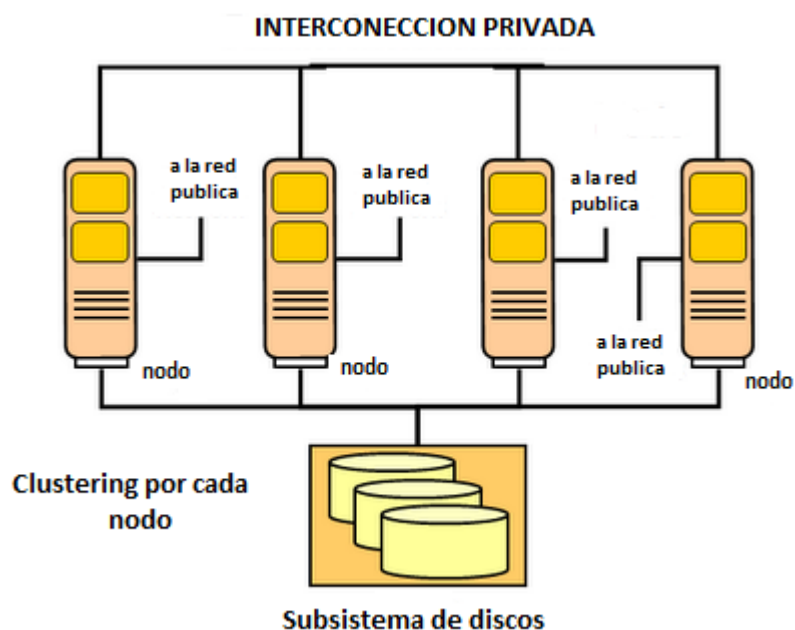 INTERCONECCION PRIVADA
a la red
publica
a la red
publica
a la red
publica
a la red
publica
nodo
nodo
nodo
Clustering por cada
nodo
Subsistema de discos